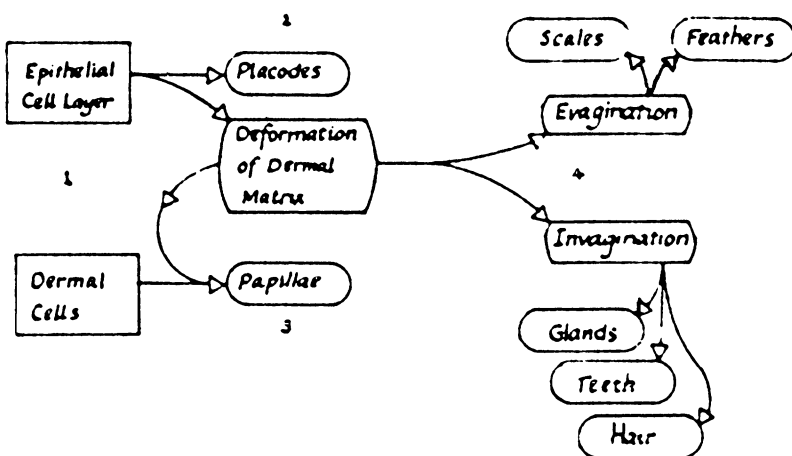 2
Scales
Feathers
Epithelial
Cell Layer
Placodes
Evagination
Deformation
of Dermal
Matrix
1
4
Invagination
Dermal
Cells
Papillae
3
Glands
Teeth
Hair